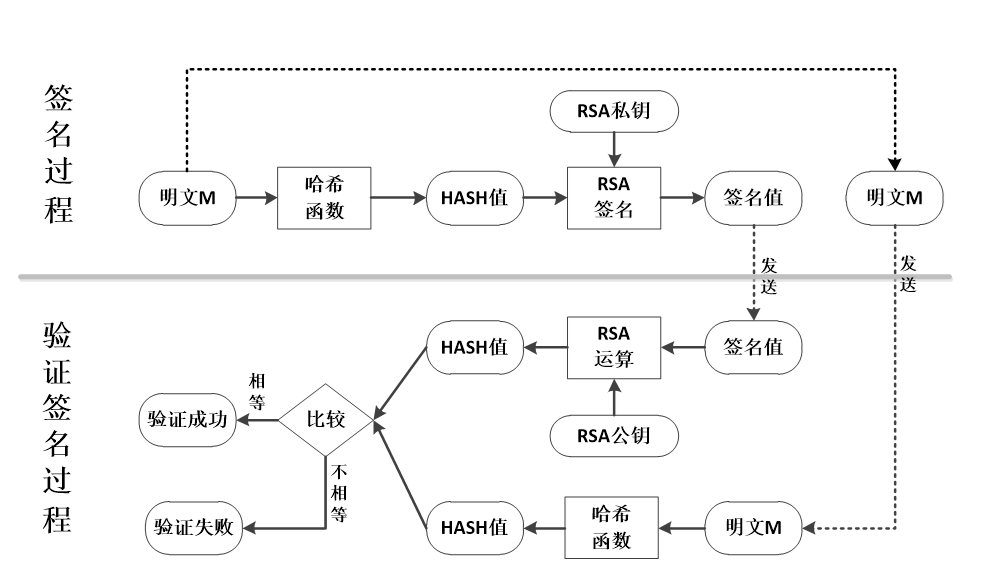 签名过程
RSA私钥
明文M
哈希
函数
HASH值
RSA
签名
签名值
明文M
发送
发送
验证签名过程
HASH值
RSA
运算
签名值
相等
验证成功
比较
RSA公钥
不相等
验证失败
HASH值
哈希
函数
明文M